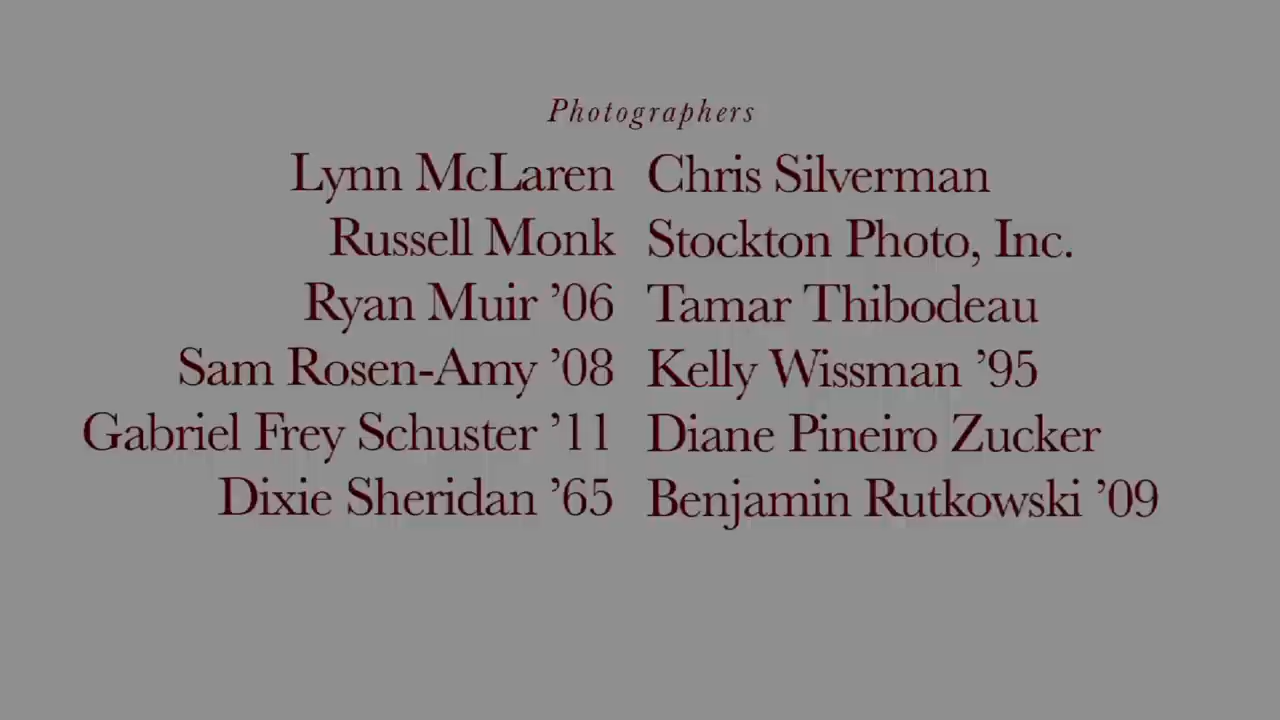 Photographers
Lynn McLaren Chris Silverman
Russell Monk Stockton Photo, Inc.
Ryan Muir ’06 Tamar Thibodeau
Sam Rosen-Amy ’08 Kelly Wissman ’95
Gabriel Frey Schuster ’11 Diane Pineiro Zucker
Dixie Sheridan ’65 Benjamin Rutkowski ’09